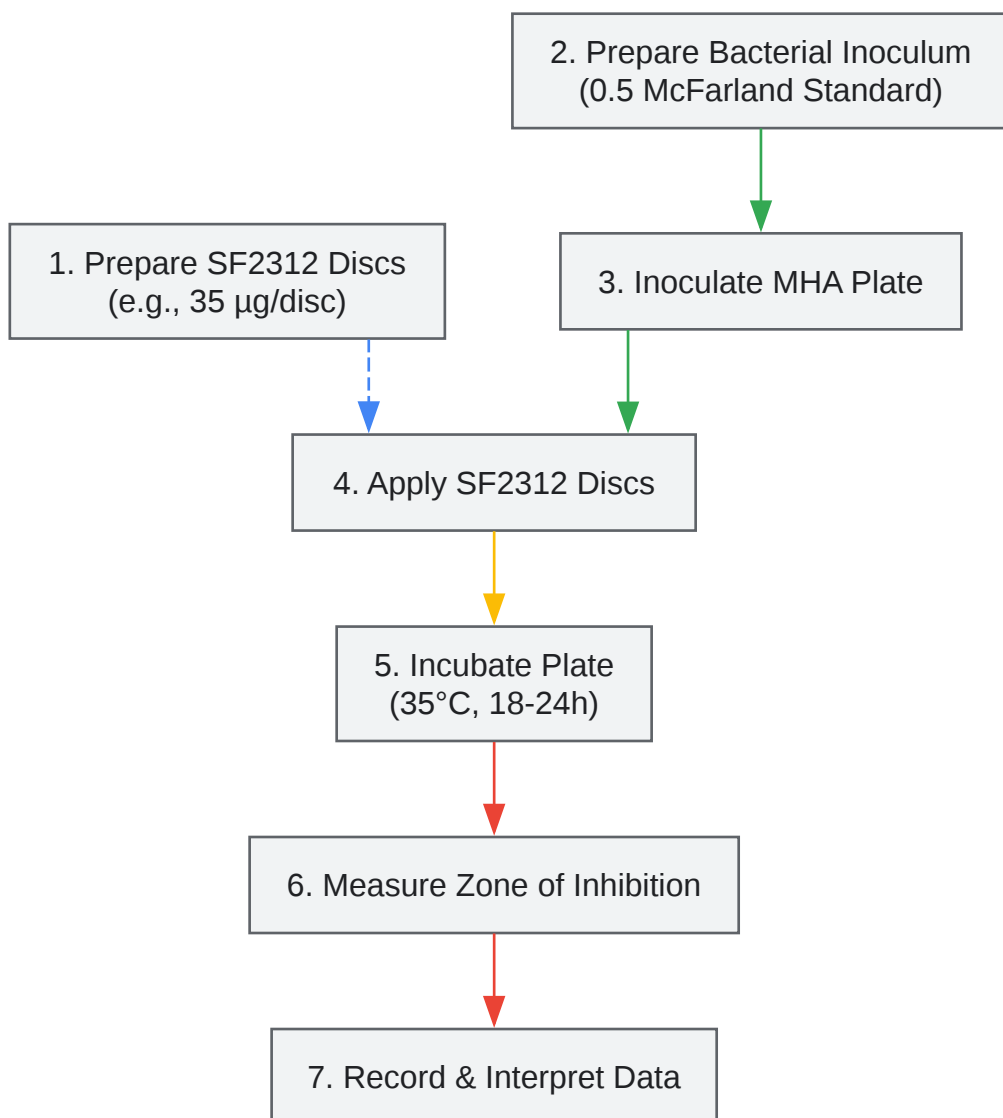 2. Prepare Bacterial Inoculum
(0.5 McFarland Standard)
1. Prepare SF2312 Discs
(e.g., 35 µg/disc)
3. Inoculate MHA Plate
4. Apply SF2312 Discs
5. Incubate Plate
(35°C, 18-24h)
6. Measure Zone of Inhibition
7. Record & Interpret Data